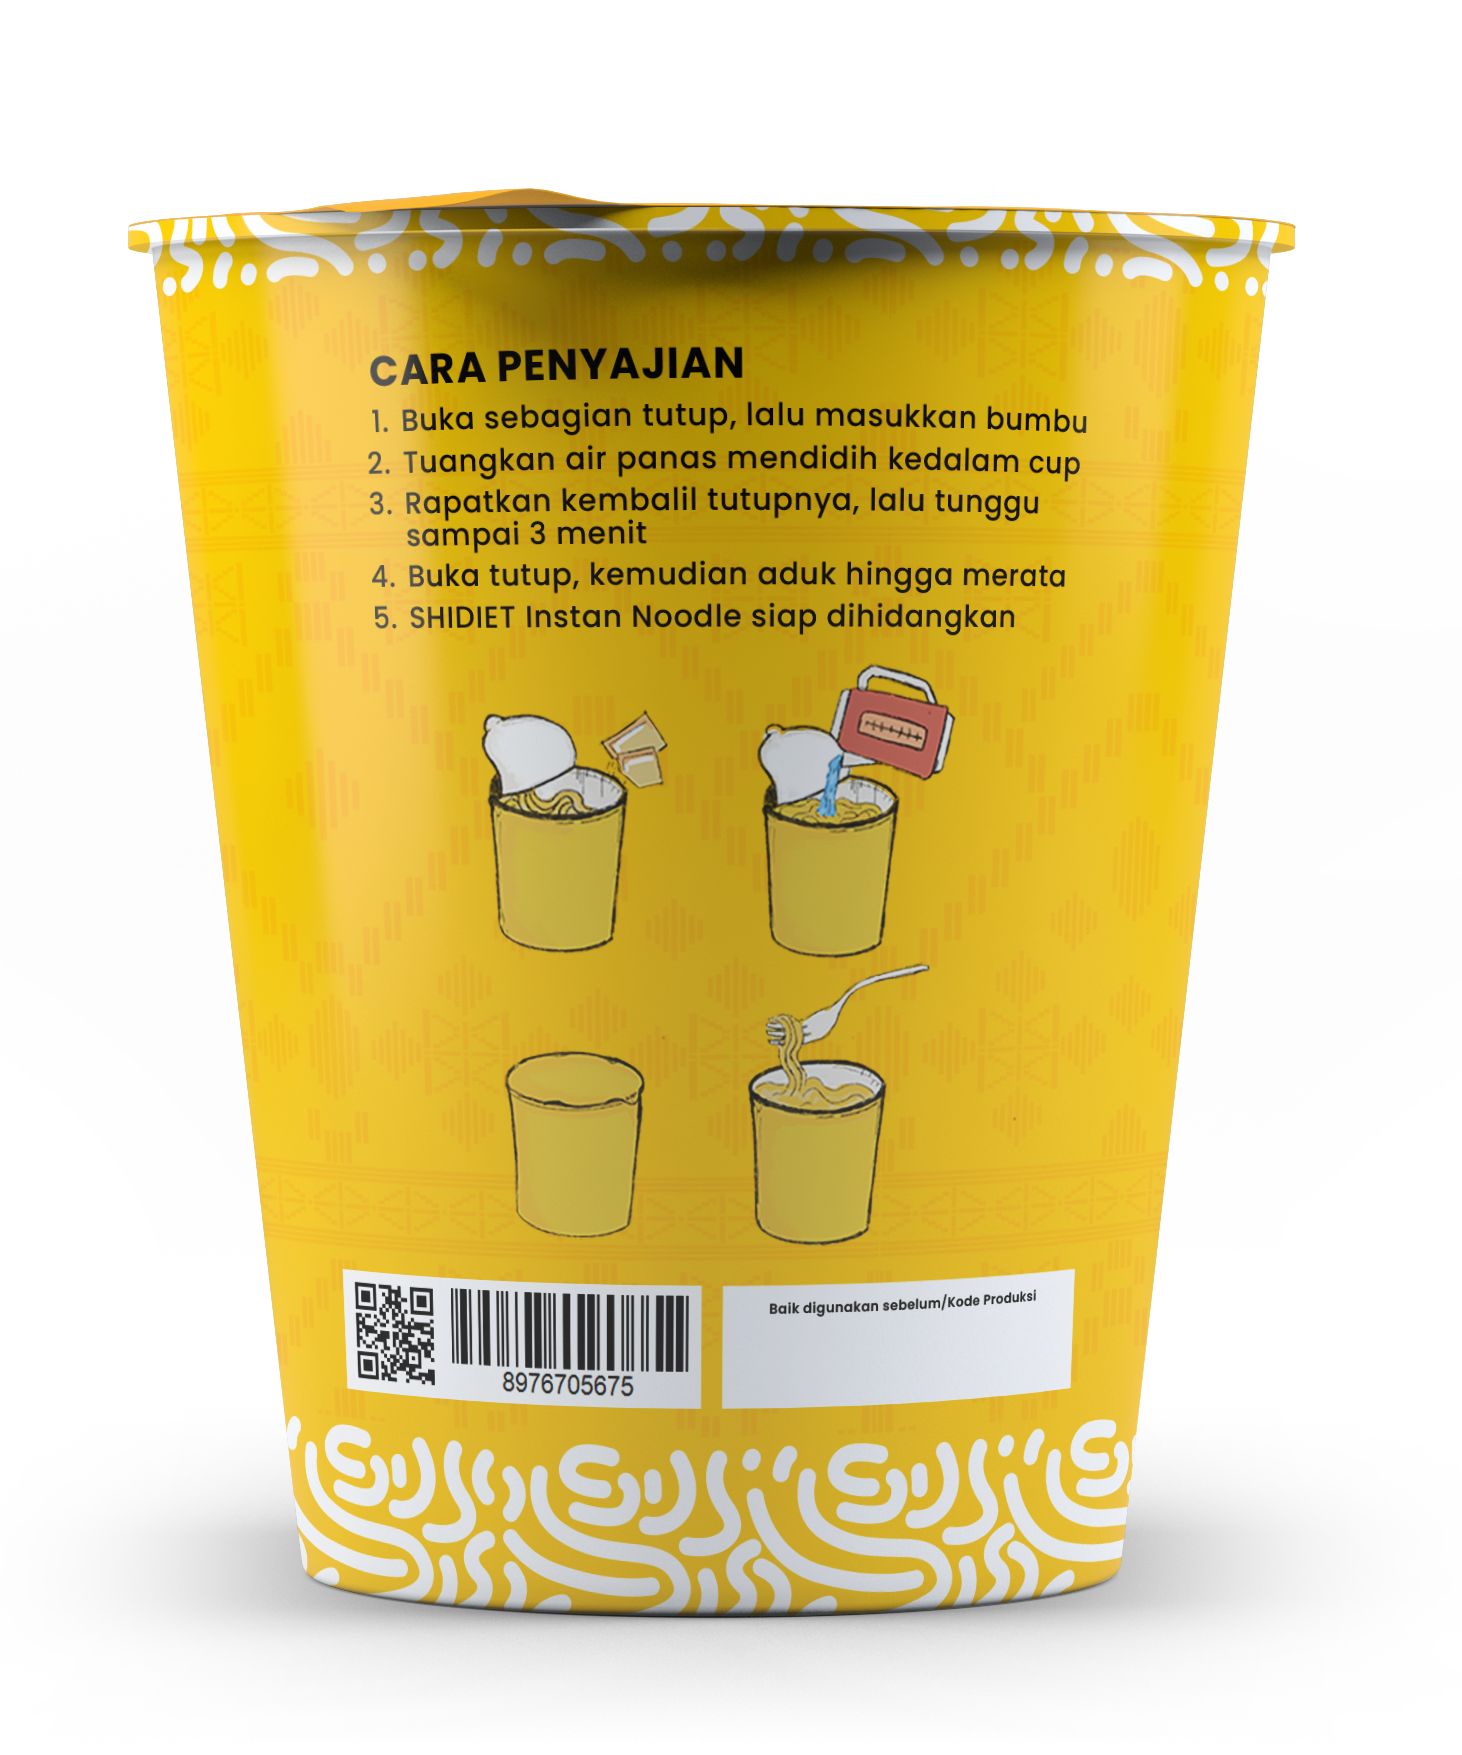 CARA PENYAJIAN
1. Buka sebagian tutup, lalu masukkan bumbu
2. Tuangkan air panas mendidih kedalam cup
3. Rapatkan kembalil tutupnya, lalu tunggu
sampai 3 menit
4. Buka tutup, kemudian aduk hingga merata
5. SHIDIET Instan Noodle siap dihidangkan
8976705675
Baik digunakan sebelum/Kode Produksi